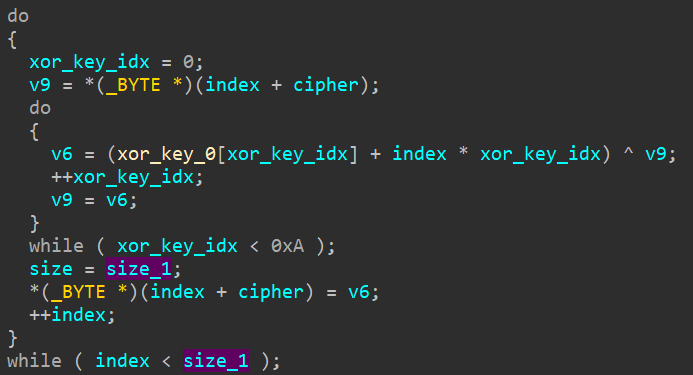 do
{
xor_key_idx = 0;
v9 = *(_BYTE *)(index + cipher);
do
{
v6 = (xor_key_0[xor_key_idx] + index * xor_key_idx) ^ v9;
++xor_key_idx;
v9 = v6;
}
while ( xor_key_idx < 0xA );
size = size_1;
*(_BYTE *)(index + cipher) = v6;
++index;
}
while ( index < size_1 );